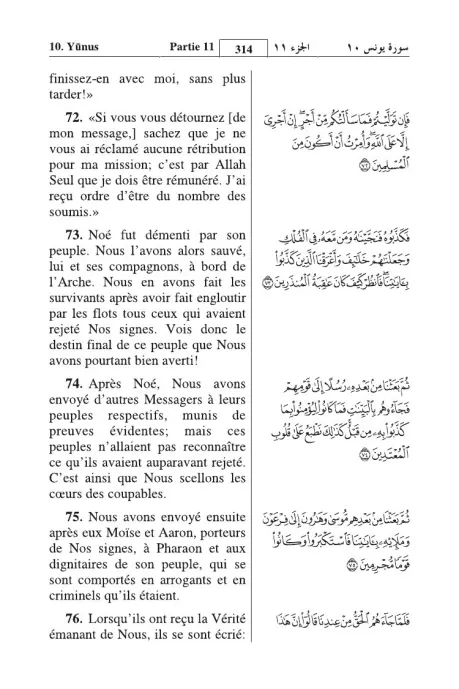 10. Yūnus Partie 11 314 الجزء ١١ سورة يونس ١٠
finissez-en avec moi, sans plus
tarder!»
72. «Si vous vous détournez [de
mon message,] sachez que je ne
vous ai réclamé aucune rétribution
pour ma mission; c’est par Allah
Seul que je dois être rémunéré. J’ai
reçu ordre d’être du nombre des
soumis.»
73. Noé fut démenti par son
peuple. Nous l’avons alors sauvé,
lui et ses compagnons, à bord de
l’Arche. Nous en avons fait les
survivants après avoir fait engloutir
par les flots tous ceux qui avaient
rejeté Nos signes. Vois donc le
destin final de ce peuple que Nous
avons pourtant bien averti!
74. Après Noé, Nous avons
envoyé d’autres Messagers à leurs
peuples respectifs, munis de
preuves évidentes; mais ces
peuples n’allaient pas reconnaître
ce qu’ils avaient auparavant rejeté.
C’est ainsi que Nous scellons les
cœurs des coupables.
75. Nous avons envoyé ensuite
après eux Moïse et Aaron, porteurs
de Nos signes, à Pharaon et aux
dignitaires de son peuple, qui se
sont comportés en arrogants et en
criminels qu’ils étaient.
76. Lorsqu’ils ont reçu la Vérité
émanant de Nous, ils se sont écrié:
فَإِن تَوَلَّيْتُمْ فَمَا سَأَلْتُكُم مِّنْ أَجْرٍ ۖ إِنْ أَجْرِىَ
إِلَّا عَلَى ٱللَّهِ ۖ وَأُمِرْتُ أَنْ أَكُونَ مِنَ
ٱلْمُسْلِمِينَ ﴿٧٢﴾
فَكَذَّبُوهُ فَنَجَّيْنَـٰهُ وَمَن مَّعَهُۥ فِى ٱلْفُلْكِ
وَجَعَلْنَـٰهُمْ خَلَـٰٓئِفَ وَأَغْرَقْنَا ٱلَّذِينَ كَذَّبُوا۟
بِـَٔايَـٰتِنَا ۖ فَٱنظُرْ كَيْفَ كَانَ عَـٰقِبَةُ ٱلْمُنذَرِينَ ﴿٧٣﴾
ثُمَّ بَعَثْنَا مِنۢ بَعْدِهِۦ رُسُلًا إِلَىٰ قَوْمِهِمْ
فَجَآءُوهُم بِٱلْبَيِّنَـٰتِ فَمَا كَانُوا۟ لِيُؤْمِنُوا۟ بِمَا
كَذَّبُوا۟ بِهِۦ مِن قَبْلُ ۚ كَذَٰلِكَ نَطْبَعُ عَلَىٰ قُلُوبِ
ٱلْمُعْتَدِينَ ﴿٧٤﴾
ثُمَّ بَعَثْنَا مِنۢ بَعْدِهِم مُّوسَىٰ وَهَـٰرُونَ إِلَىٰ فِرْعَوْنَ
وَمَلَإِي۟هِۦ بِـَٔايَـٰتِنَا فَٱسْتَكْبَرُوا۟ وَكَانُوا۟
قَوْمًا مُّجْرِمِينَ ﴿٧٥﴾
فَلَمَّا جَآءَهُمُ ٱلْحَقُّ مِنْ عِندِنَا قَالُوٓا۟ إِنَّ هَـٰذَا